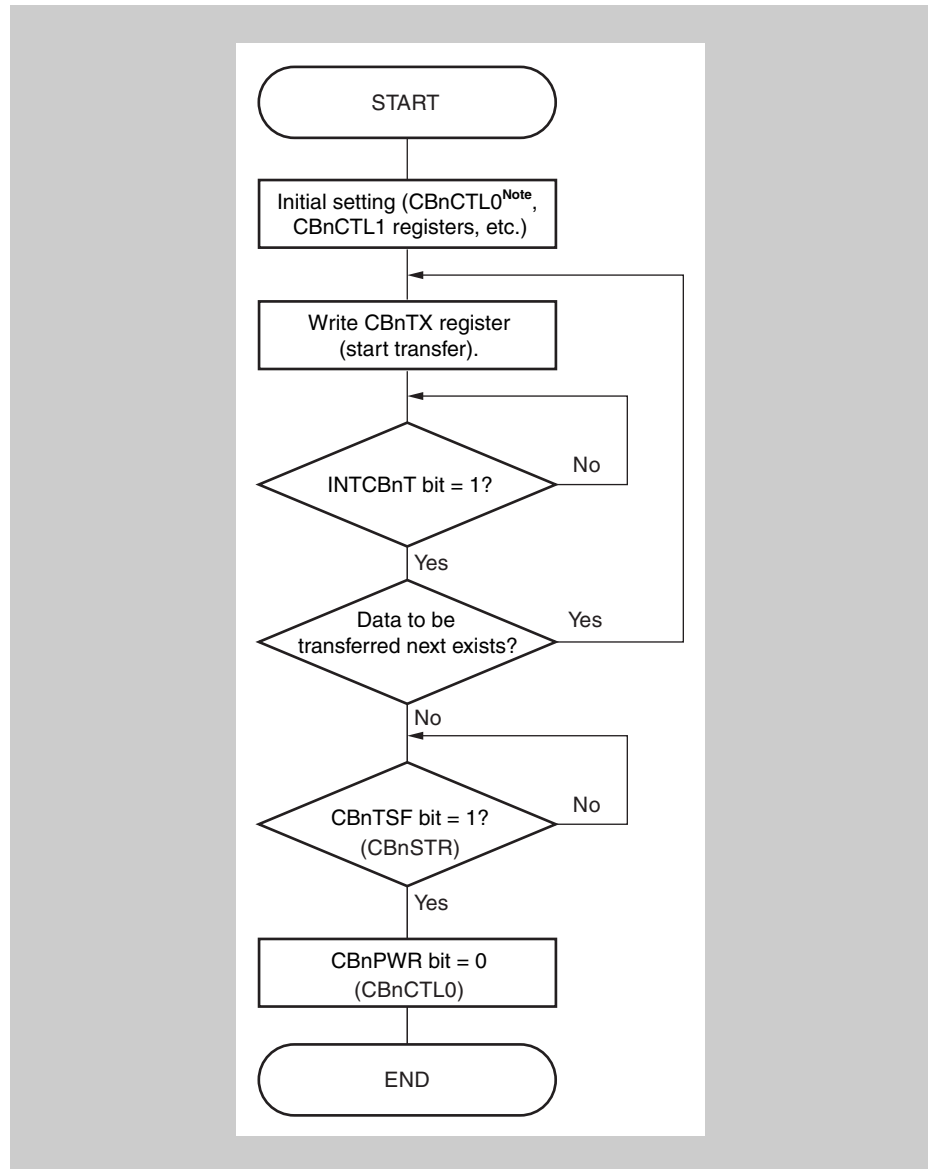 START
Initial setting (CBnCTL0Note,
CBnCTL1 registers, etc.)
Write CBnTX register
(start transfer).
INTCBnT bit = 1?
No
Yes
Data to be
transferred next exists?
Yes
No
CBnTSF bit = 1?
(CBnSTR)
No
Yes
CBnPWR bit = 0
(CBnCTL0)
END